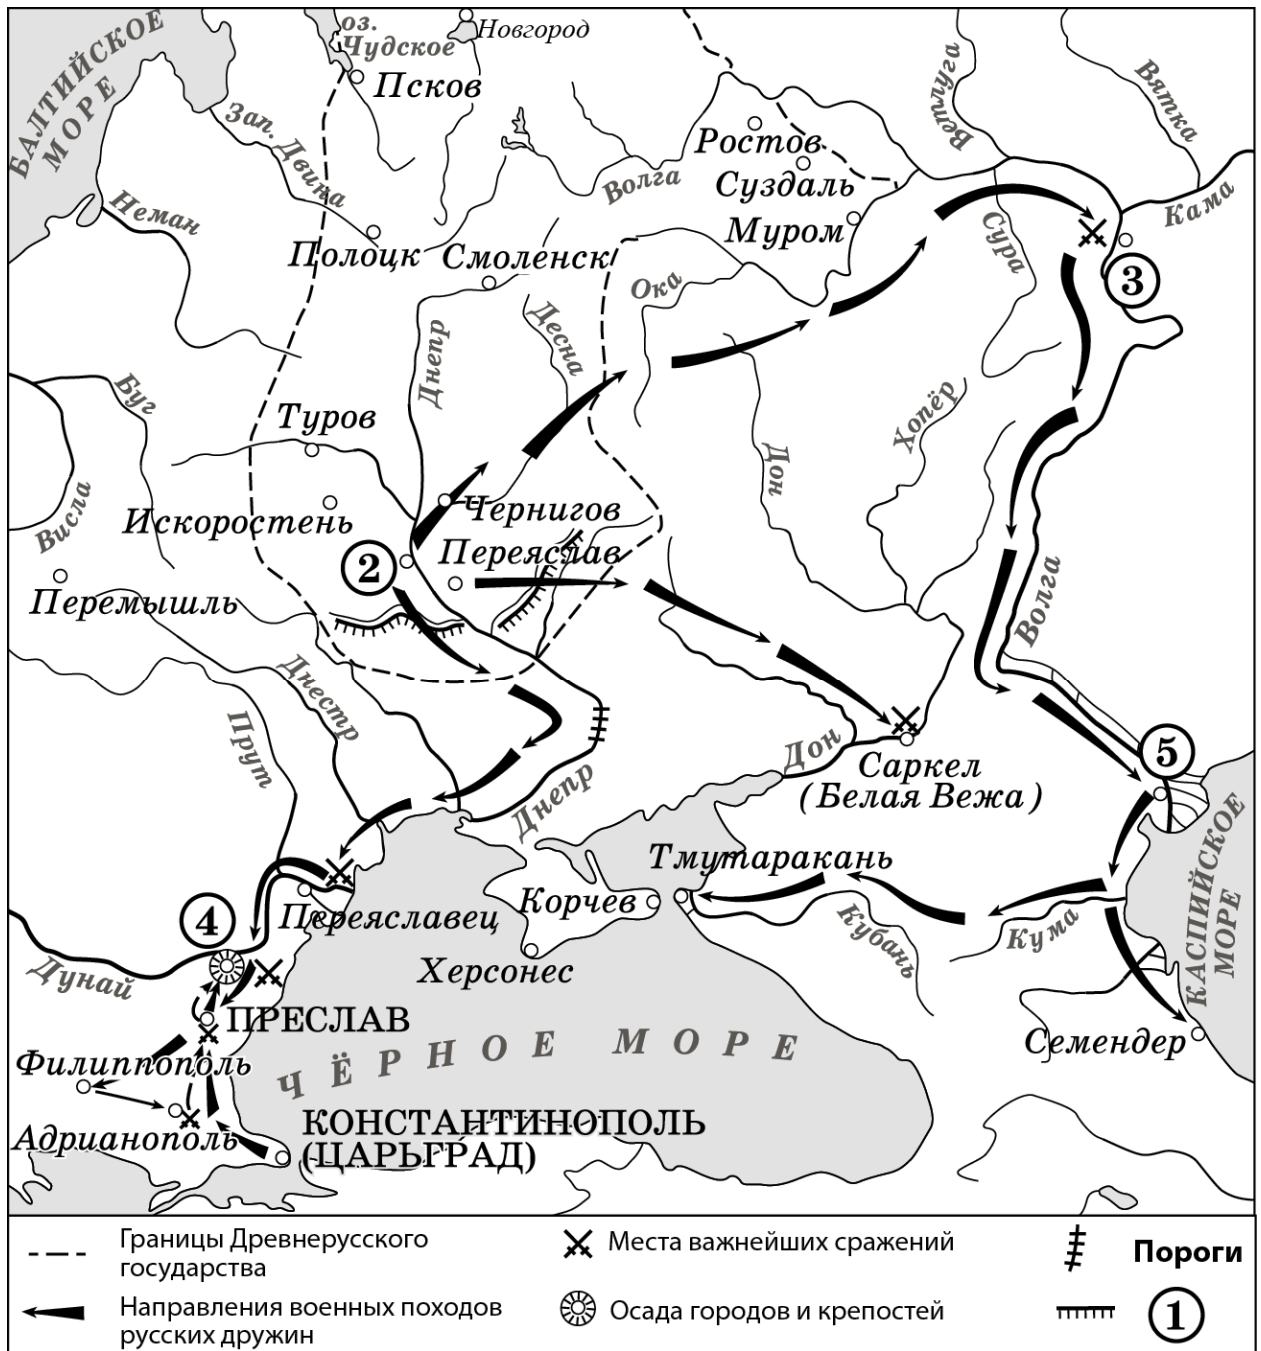 БАЛТИЙСКОЕ
МОРЕ
оз.
Чудское
Новгород
Псков
Зап. Двина
Неман
Полоцк
Смоленск
Волга
Ростов
Суздаль
Муром
Ветлуга
Вятка
Кама
Сура
3
Ока
Десна
Днепр
Буг
Туров
Висла
Искоростень
Чернигов
Переяслав
2
Перемышль
Дон
Хопёр
Волга
Днестр
Прут
Днепр
Дон
Саркел
(Белая Вежа)
5
КАСПИЙСКОЕ
МОРЕ
Тмутаракань
Корчев
Херсонес
Кубань
Кума
Семендер
4
Переяславец
Дунай
ПРЕСЛАВ
Филиппополь
Адрианополь
ЧЁРНОЕ МОРЕ
КОНСТАНТИНОПОЛЬ
(ЦАРЬГРАД)
Границы Древнерусского
государства
Направления военных походов
русских дружин
Места важнейших сражений
Осада городов и крепостей
Пороги
1